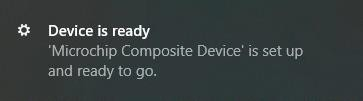 Device is ready
'Microchip Composite Device' is set up
and ready to go.